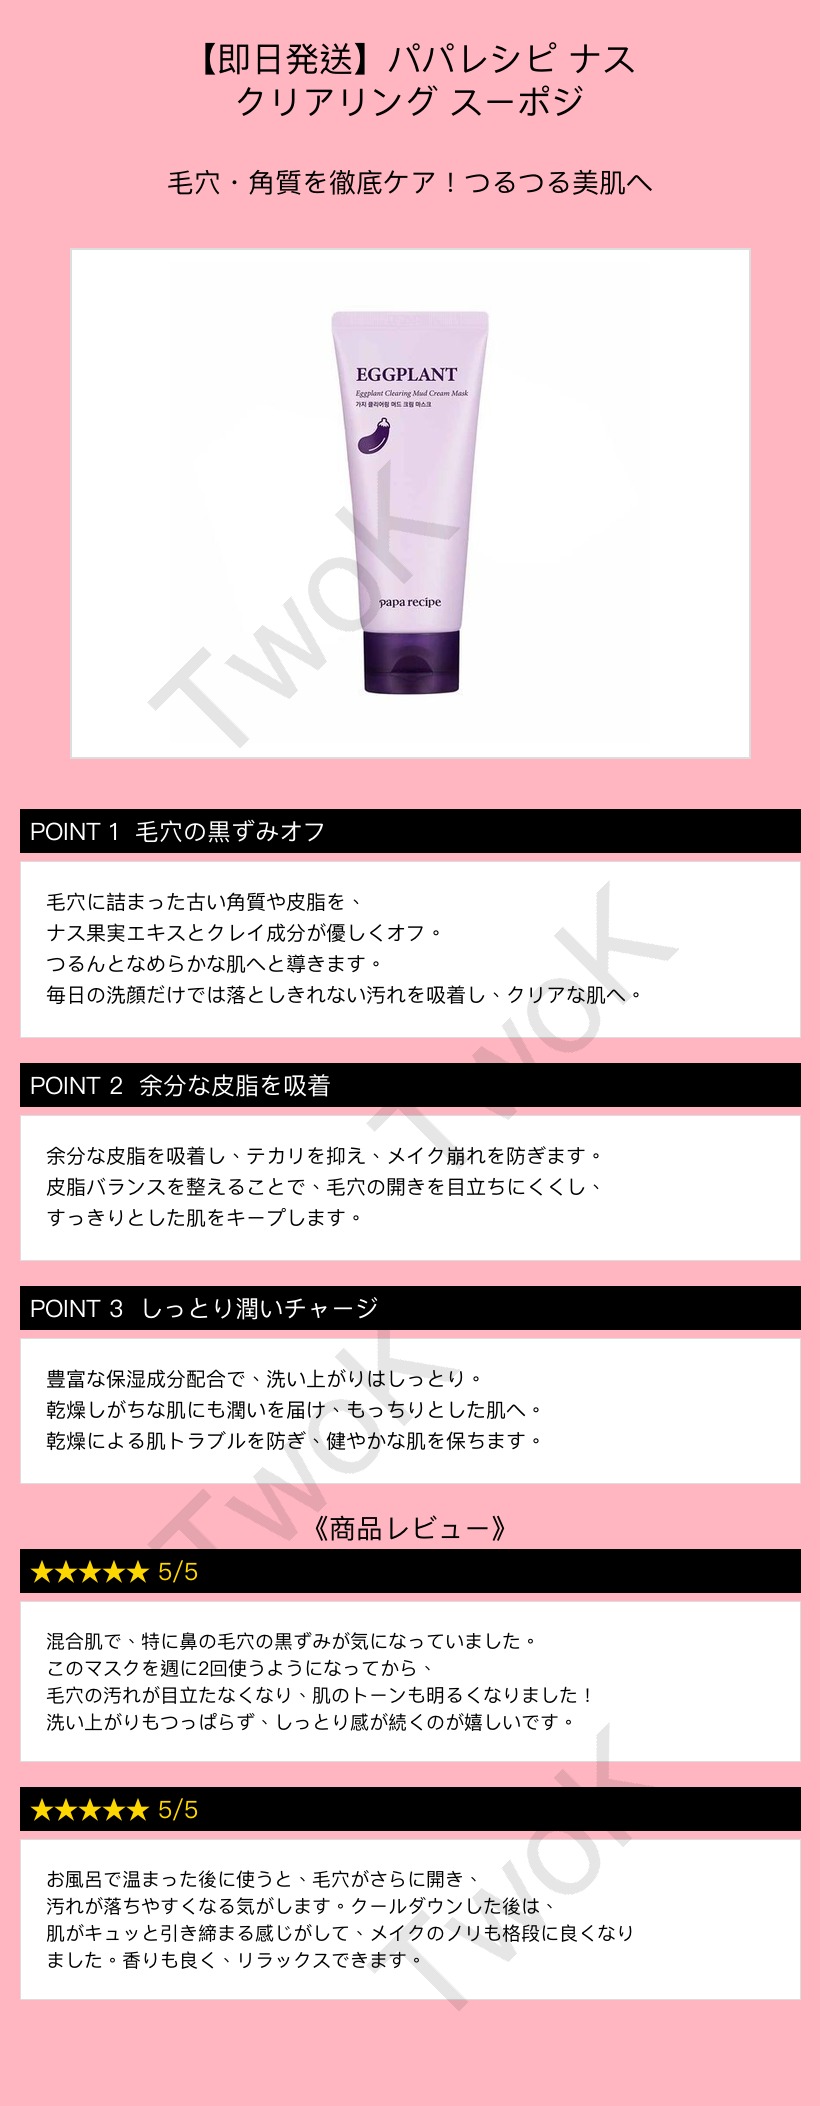 【即日発送】パパレシピ ナス
クリアリング スーポジ
毛穴・角質を徹底ケア！つるつる美肌へ
EGGPLANT
Eggplant Clearing Mud Cream Mask
가지 클리어링 머드 크림 마스크
papa recipe
TwoK
POINT 1 毛穴の黒ずみオフ
毛穴に詰まった古い角質や皮脂を、
ナス果実エキスとクレイ成分が優しくオフ。
つるんとなめらかな肌へと導きます。
毎日の洗顔だけでは落としきれない汚れを吸着し、クリアな肌へ。
TwoK
POINT 2 余分な皮脂を吸着
余分な皮脂を吸着し、テカリを抑え、メイク崩れを防ぎます。
皮脂バランスを整えることで、毛穴の開きを目立ちにくくし、
すっきりとした肌をキープします。
POINT 3 しっとり潤いチャージ
豊富な保湿成分配合で、洗い上がりはしっとり。
乾燥しがちな肌にも潤いを届け、もっちりとした肌へ。
乾燥による肌トラブルを防ぎ、健やかな肌を保ちます。
TwoK
《商品レビュー》
★★★★★ 5/5
混合肌で、特に鼻の毛穴の黒ずみが気になっていました。
このマスクを週に2回使うようになってから、
毛穴の汚れが目立たなくなり、肌のトーンも明るくなりました！
洗い上がりもつっぱらず、しっとり感が続くのが嬉しいです。
★★★★★ 5/5
お風呂で温まった後に使うと、毛穴がさらに開き、
汚れが落ちやすくなる気がします。クールダウンした後は、
肌がキュッと引き締まる感じがして、メイクのノリも格段に良くなり
ました。香りも良く、リラックスできます。
TwoK